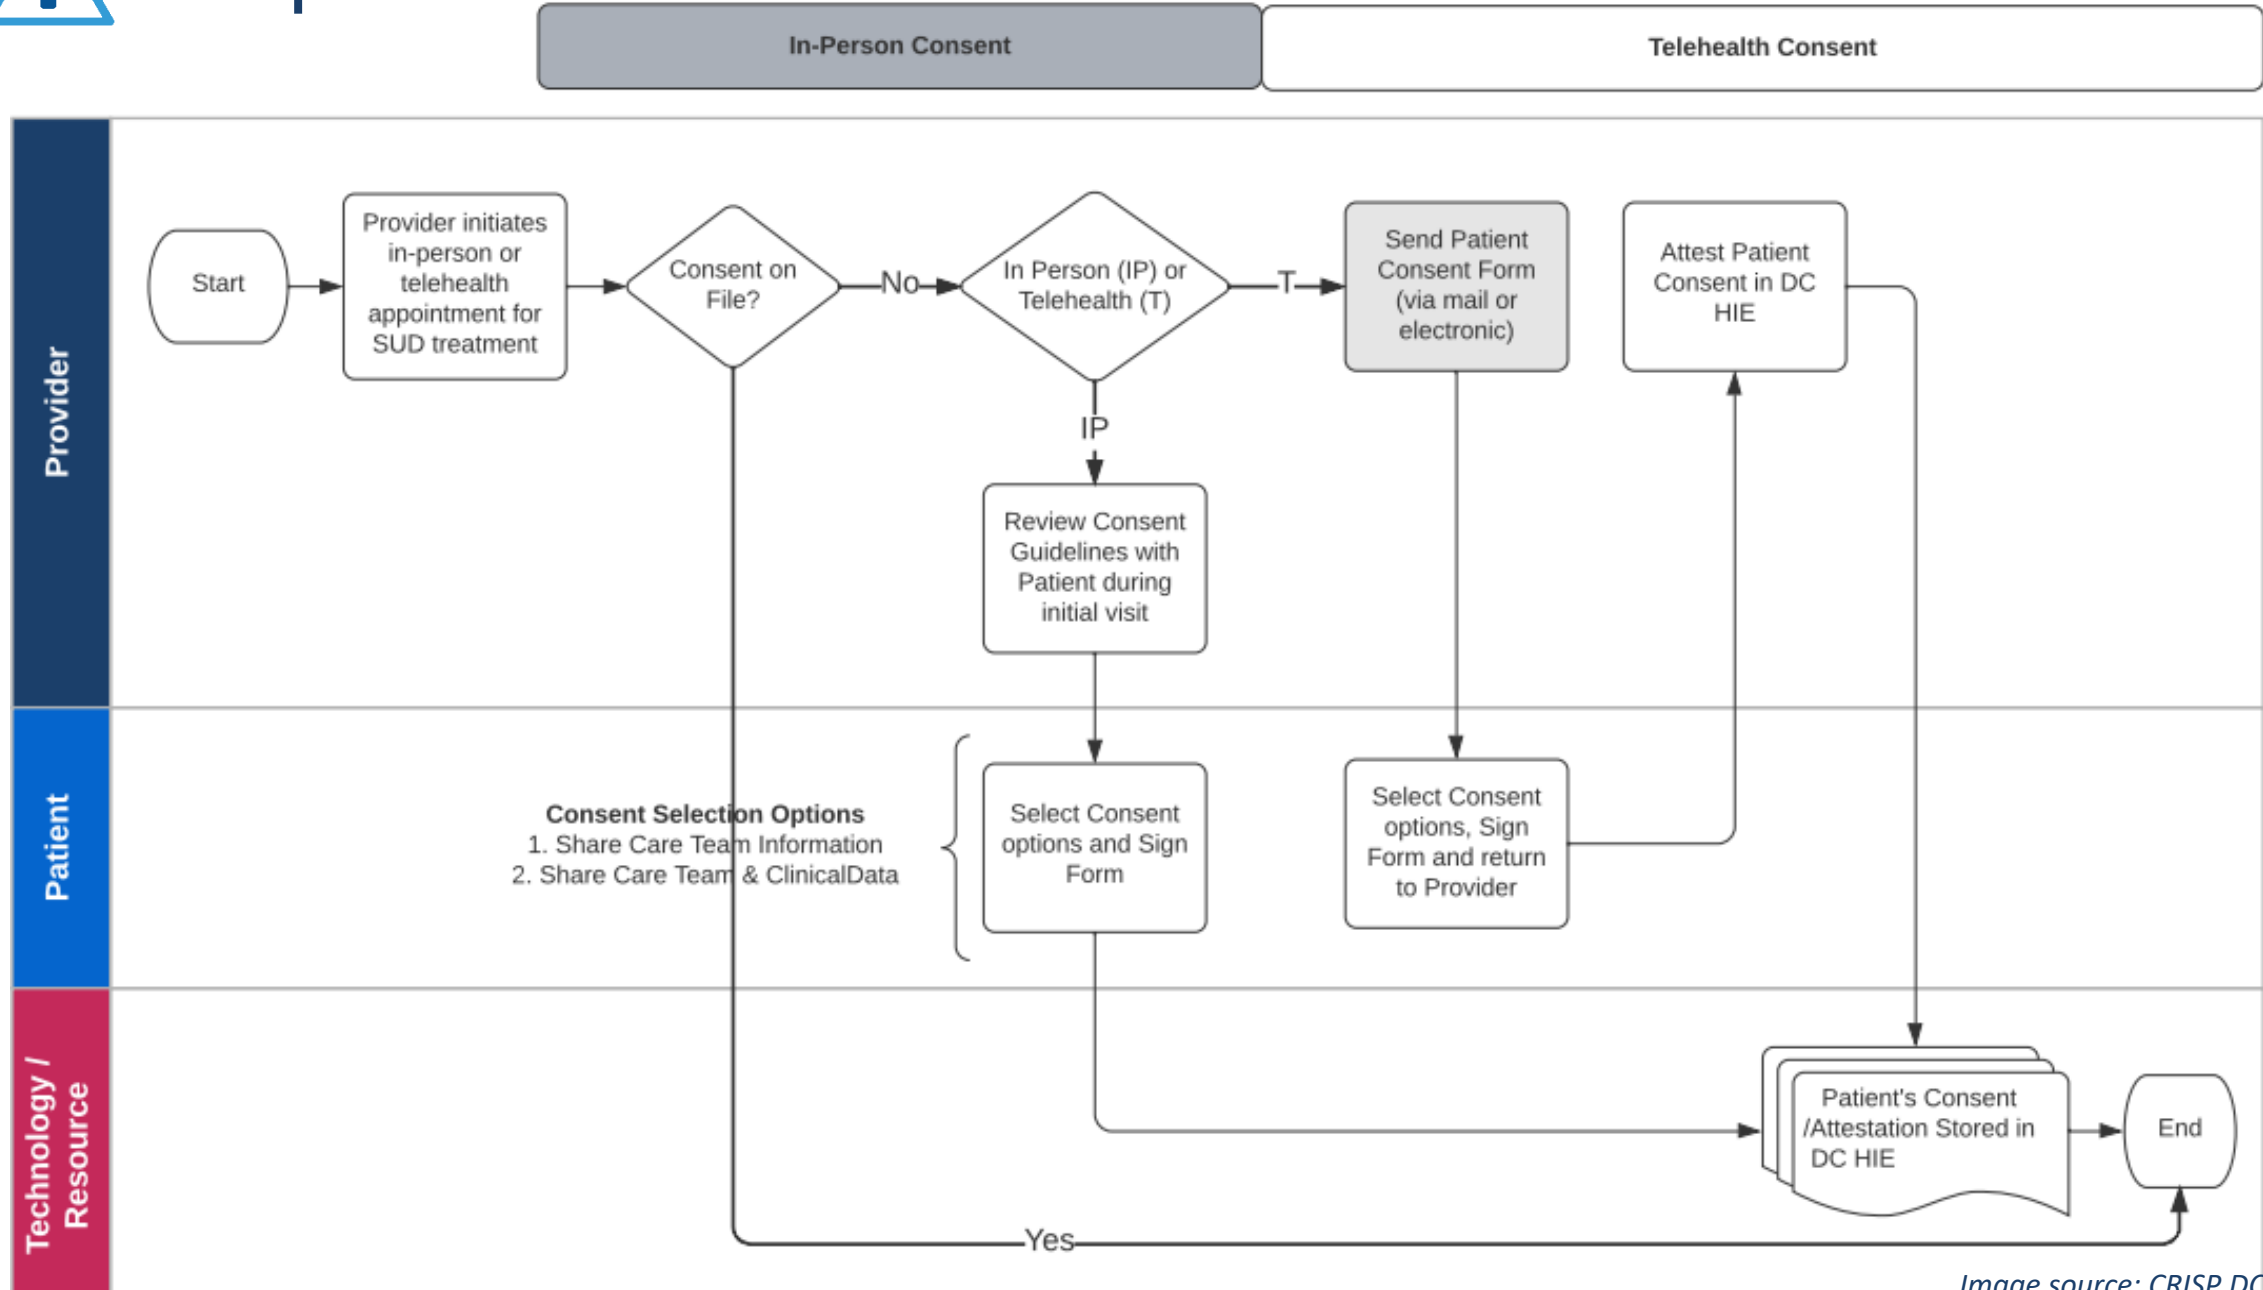 In-Person Consent
Telehealth Consent
Provider
Start
Provider initiates
in-person or
telehealth
appointment for
SUD treatment
Consent on
File?
No
In Person (IP) or
Telehealth (T)
T
Send Patient
Consent Form
(via mail or
electronic)
Attest Patient
Consent in DC
HIE
IP
Review Consent
Guidelines with
Patient during
initial visit
Patient
Consent Selection Options
1. Share Care Team Information
2. Share Care Team & ClinicalData
Select Consent
options and Sign
Form
Select Consent
options, Sign
Form and return
to Provider
Technology /
Resource
Patient's Consent
/Attestation Stored in
DC HIE
End
Yes
Image source: CRISP DC